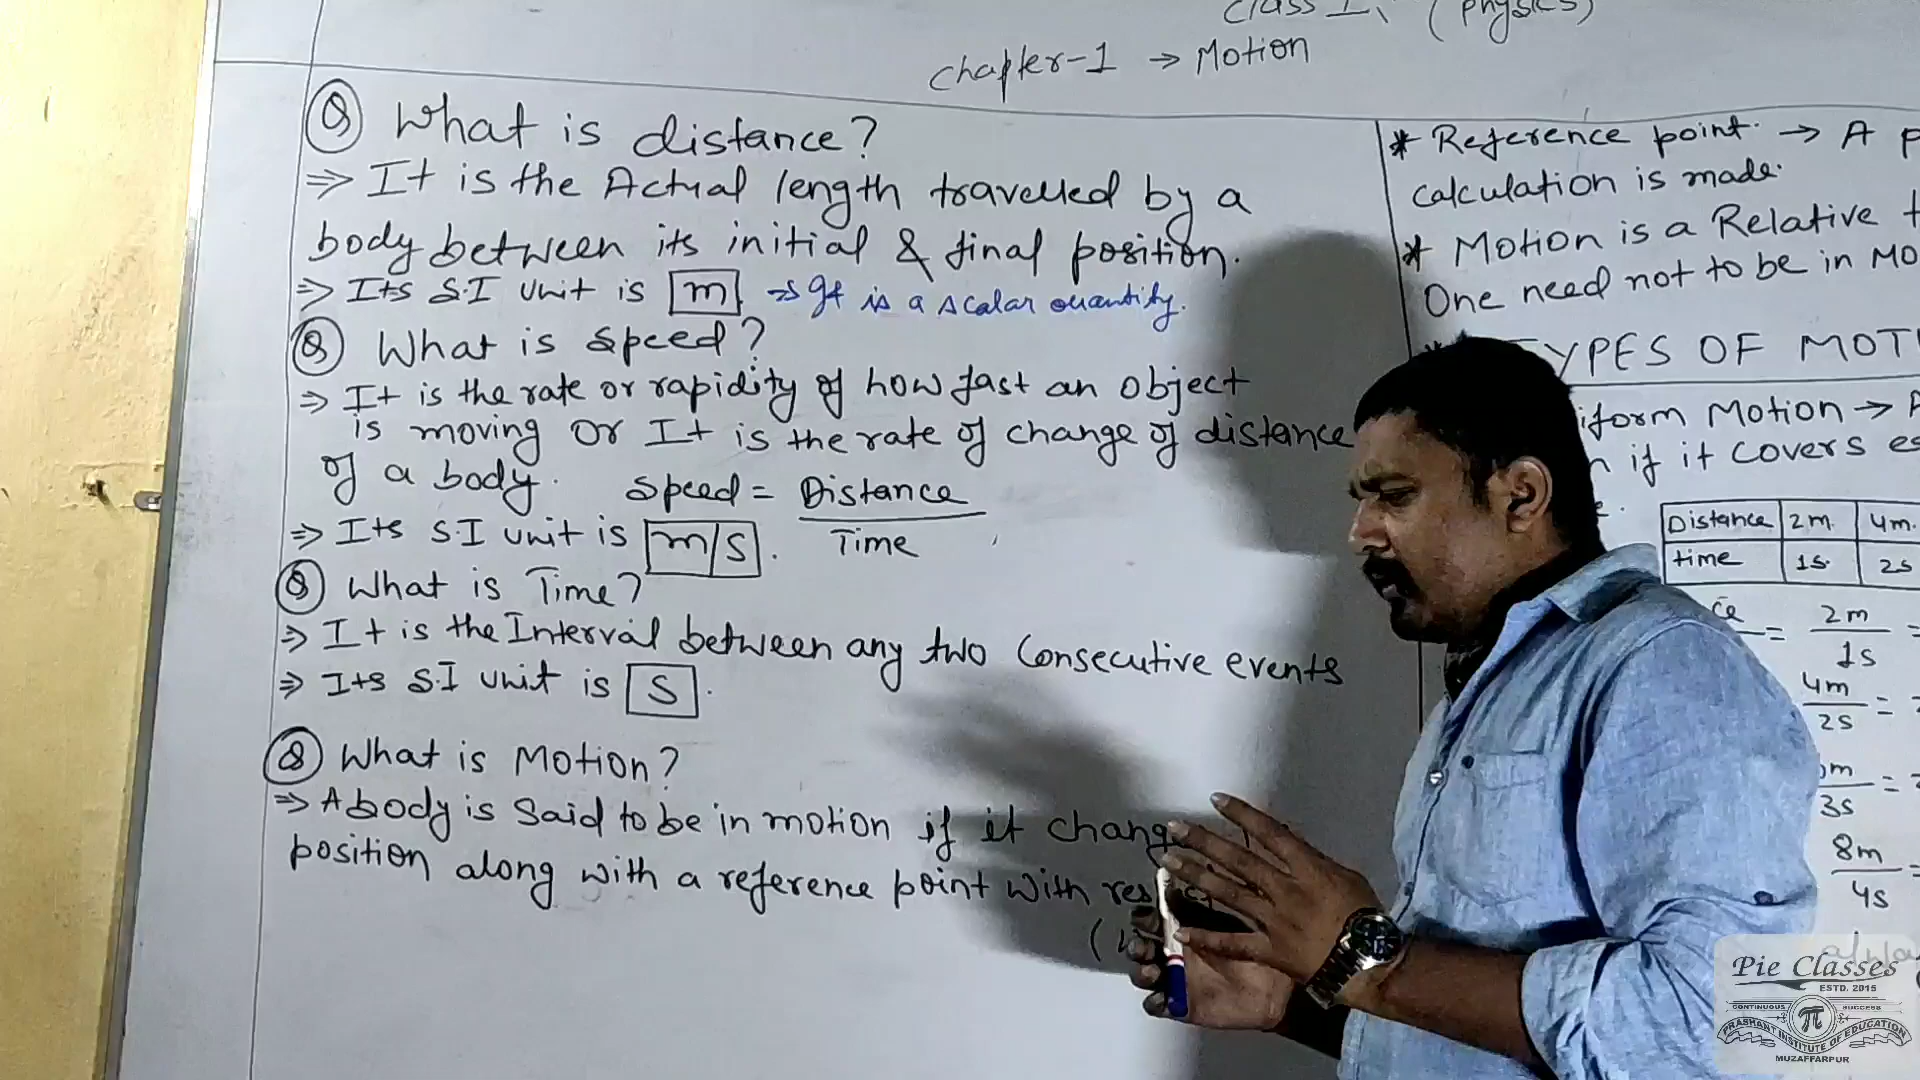 Class I (Physics)
Chapter-1 → Motion
Q What is distance?
⇒ It is the Actual length travelled by a
body between its initial & final position.
⇒ Its S.I unit is m. ⇒ It is a scalar quantity.
Q What is speed?
⇒ It is the rate or rapidity of how fast an object
is moving Or It is the rate of change of distance
of a body. Speed = Distance
Time
⇒ Its S.I unit is m/s.
Q What is Time?
⇒ It is the Interval between any two Consecutive events
⇒ Its S.I unit is s.
Q What is Motion?
⇒ A body is Said to be in motion if it change
position along with a reference point with
* Reference point. → A
calculation is made.
* Motion is a Relative
One need not to be in
TYPES OF
Motion →
if it covers
Distance 2m. 4m.
time 1s. 2s
= 2m =
1s
4m =
2s
m =
3s
8m =
4s
Pie Classes
ESTD. 2015
CONTINUOUS SUCCESS
π
PRASHANT INSTITUTE OF EDUCATION
MUZAFFARPUR